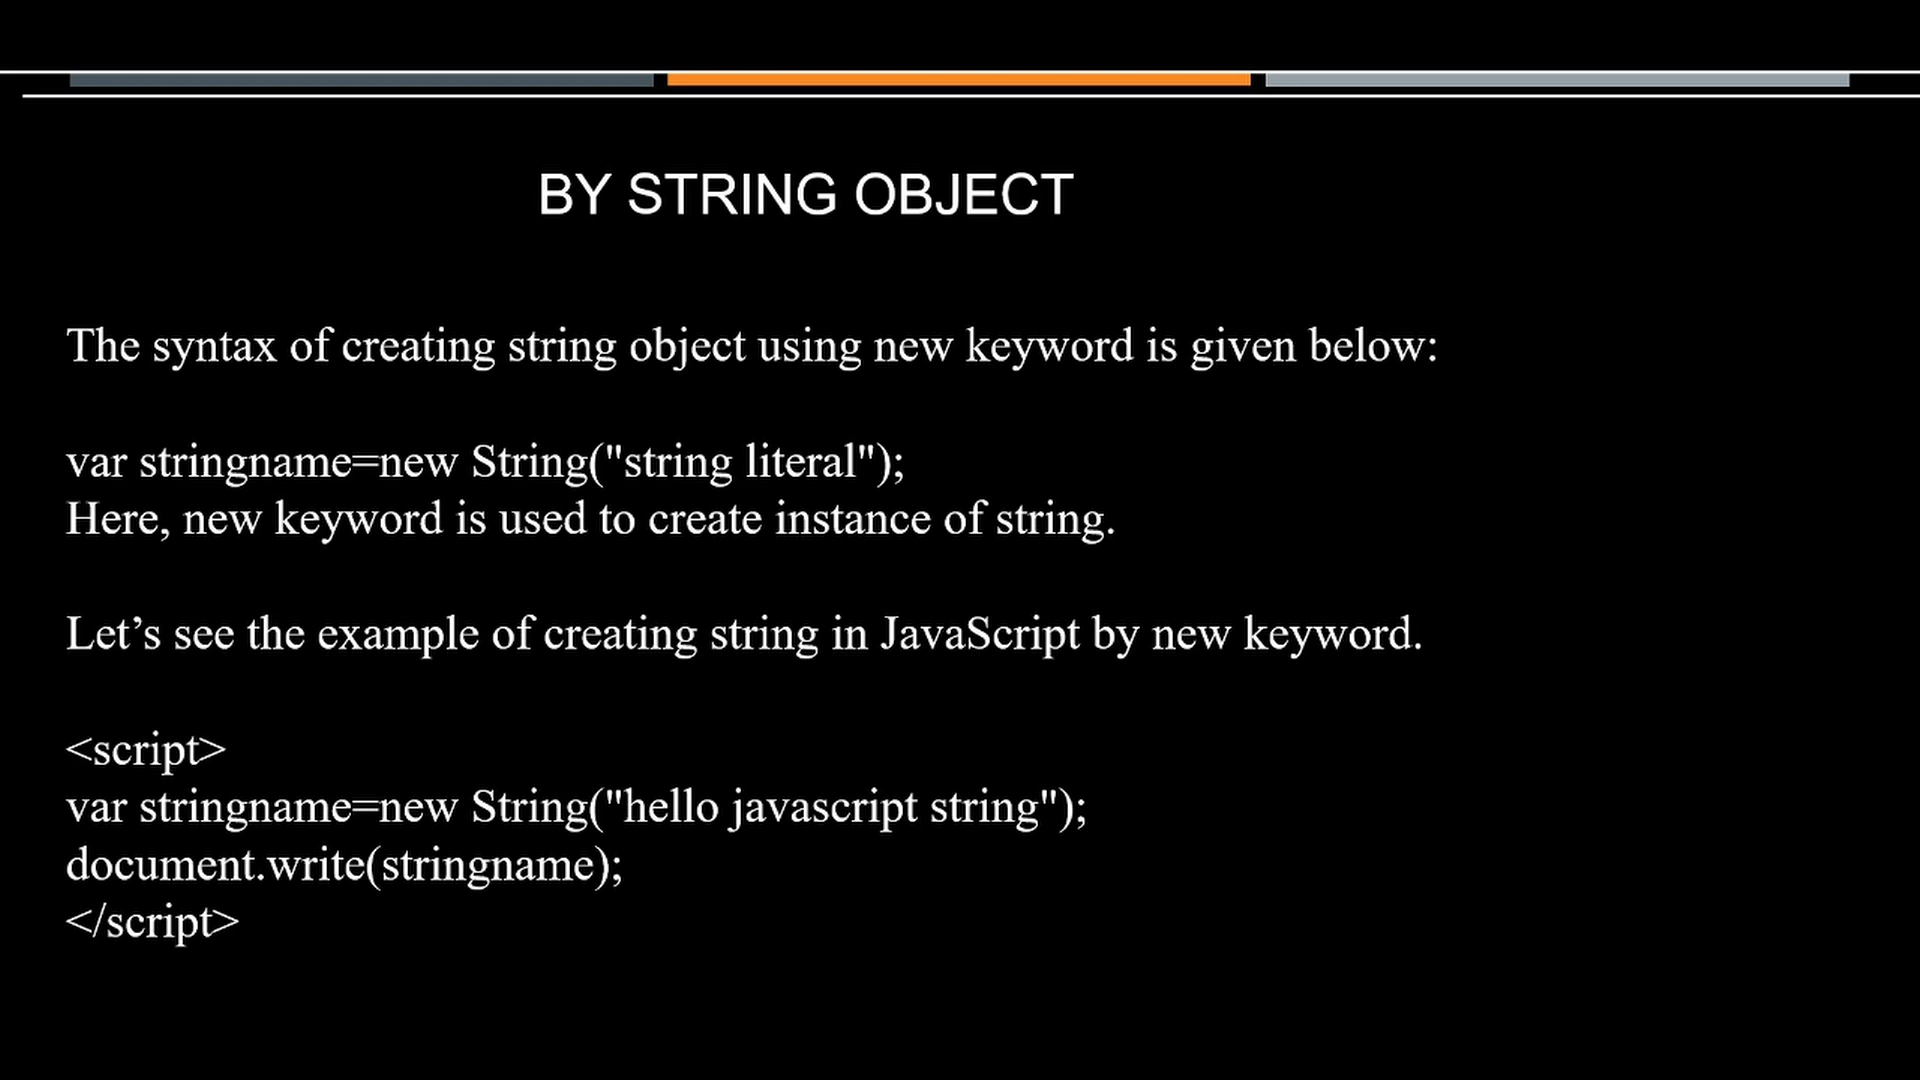 BY STRING OBJECT
The syntax of creating string object using new keyword is given below:
var stringname=new String("string literal");
Here, new keyword is used to create instance of string.
Let’s see the example of creating string in JavaScript by new keyword.
<script>
var stringname=new String("hello javascript string");
document.write(stringname);
</script>